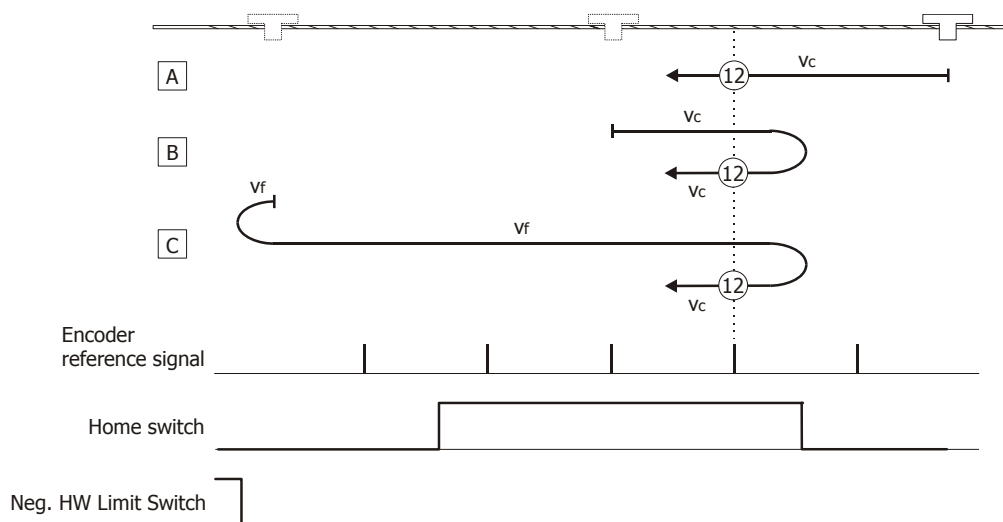 A
12
Vc
B
Vc
12
Vc
Vf
C
Vf
12
Vc
Encoder
reference signal
Home switch
Neg. HW Limit Switch